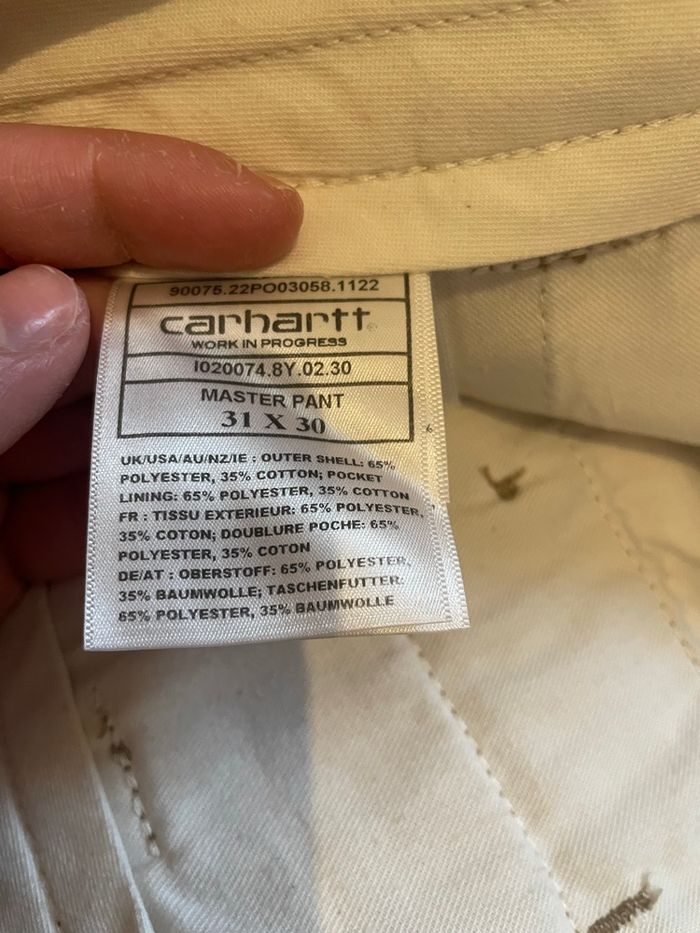 90075.22PO03058.1122
carhartt®
WORK IN PROGRESS
I020074.8Y.02.30
MASTER PANT
31 X 30
UK/USA/AU/NZ/IE : OUTER SHELL: 65%
POLYESTER, 35% COTTON; POCKET
LINING: 65% POLYESTER, 35% COTTON
FR : TISSU EXTERIEUR: 65% POLYESTER,
35% COTON; DOUBLURE POCHE: 65%
POLYESTER, 35% COTON
DE/AT : OBERSTOFF: 65% POLYESTER,
35% BAUMWOLLE; TASCHENFUTTER:
65% POLYESTER, 35% BAUMWOLLE